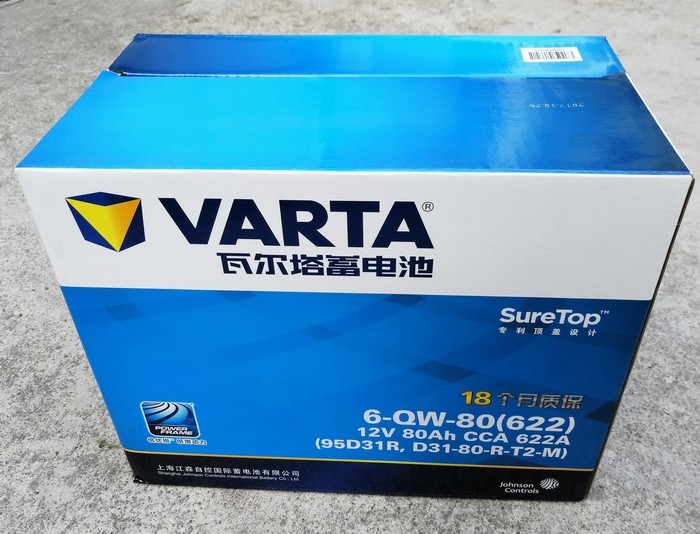 2017.10.26
VARTA®
瓦尔塔蓄电池
SureTop™
专利顶盖设计
18个月质保
6-QW-80(622)
12V 80Ah CCA 622A
(95D31R, D31-80-R-T2-M)
POWER
FRAME
上海江森自控国际蓄电池有限公司
Shanghai Johnson Controls International Battery Co., Ltd
Johnson
Controls